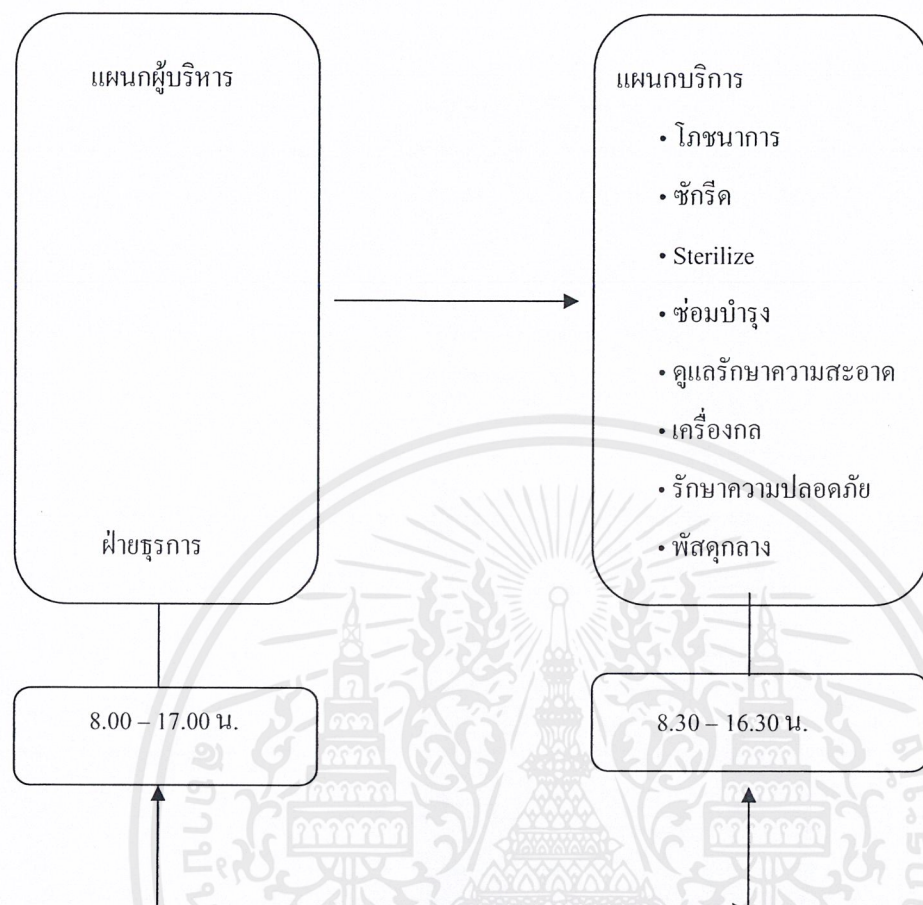 แผนกผู้บริหาร
ฝ่ายธุรการ
แผนกบริการ
• โภชนาการ
• ซักรีด
• Sterilize
• ซ่อมบำรุง
• ดูแลรักษาความสะอาด
• เครื่องกล
• รักษาความปลอดภัย
• พัสดุกลาง
8.00 – 17.00 น.
8.30 – 16.30 น.